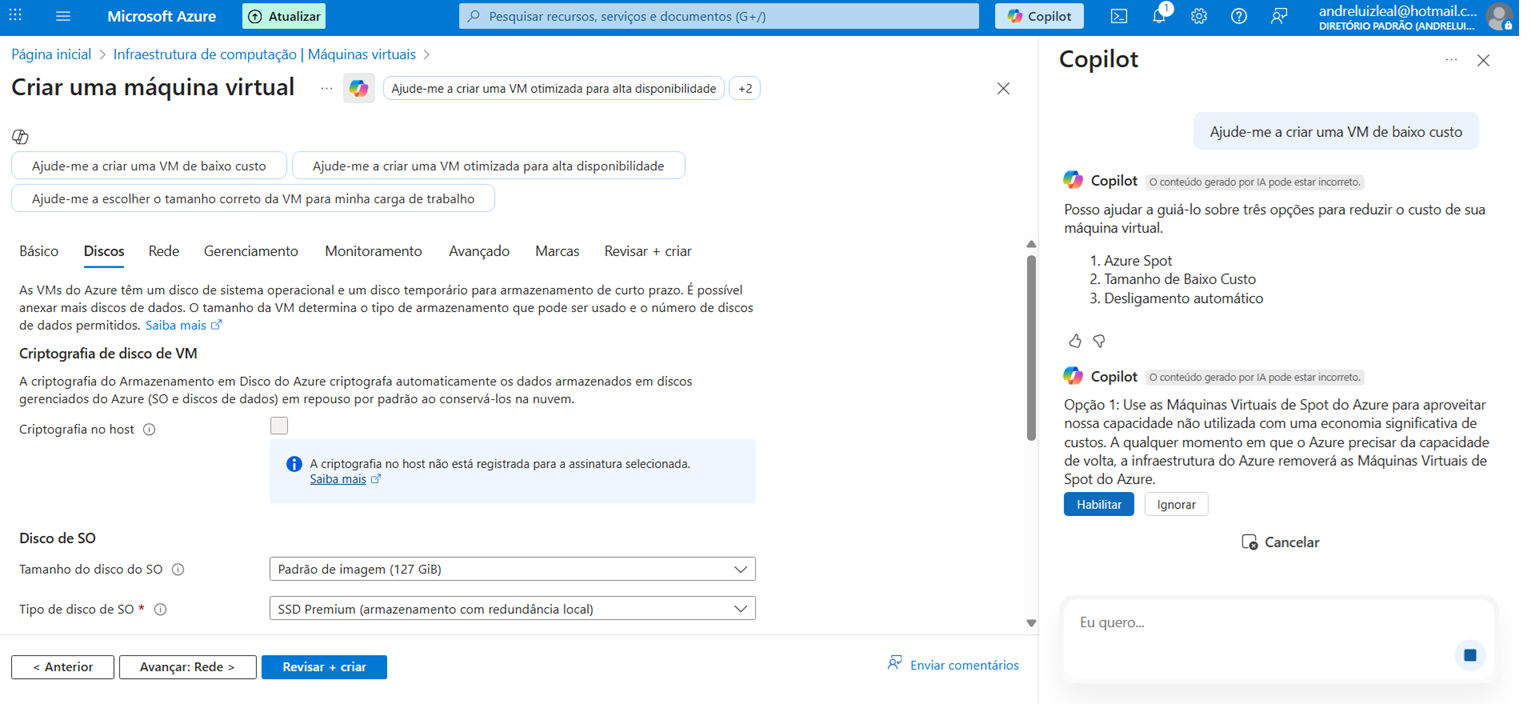 Microsoft Azure
Atualizar
Pesquisar recursos, serviços e documentos (G+/)
Copilot
1
andreluizleal@hotmail.c...
DIRETÓRIO PADRÃO (ANDRELUI...
Página inicial > Infraestrutura de computação | Máquinas virtuais >
Criar uma máquina virtual
...
Ajude-me a criar uma VM otimizada para alta disponibilidade
+2
Ajude-me a criar uma VM de baixo custo
Ajude-me a criar uma VM otimizada para alta disponibilidade
Ajude-me a escolher o tamanho correto da VM para minha carga de trabalho
Básico
Discos
Rede
Gerenciamento
Monitoramento
Avançado
Marcas
Revisar + criar
As VMs do Azure têm um disco de sistema operacional e um disco temporário para armazenamento de curto prazo. É possível
anexar mais discos de dados. O tamanho da VM determina o tipo de armazenamento que pode ser usado e o número de discos
de dados permitidos. Saiba mais
Criptografia de disco de VM
A criptografia do Armazenamento em Disco do Azure criptografa automaticamente os dados armazenados em discos
gerenciados do Azure (SO e discos de dados) em repouso por padrão ao conservá-los na nuvem.
Criptografia no host
A criptografia no host não está registrada para a assinatura selecionada.
Saiba mais
Disco de SO
Tamanho do disco do SO
Padrão de imagem (127 GiB)
Tipo de disco de SO *
SSD Premium (armazenamento com redundância local)
< Anterior
Avançar: Rede >
Revisar + criar
Enviar comentários
Copilot
...
Ajude-me a criar uma VM de baixo custo
Copilot
O conteúdo gerado por IA pode estar incorreto.
Posso ajudar a guiá-lo sobre três opções para reduzir o custo de sua
máquina virtual.
1. Azure Spot
2. Tamanho de Baixo Custo
3. Desligamento automático
Copilot
O conteúdo gerado por IA pode estar incorreto.
Opção 1: Use as Máquinas Virtuais de Spot do Azure para aproveitar
nossa capacidade não utilizada com uma economia significativa de
custos. A qualquer momento em que o Azure precisar da capacidade
de volta, a infraestrutura do Azure removerá as Máquinas Virtuais de
Spot do Azure.
Habilitar
Ignorar
Cancelar
Eu quero...